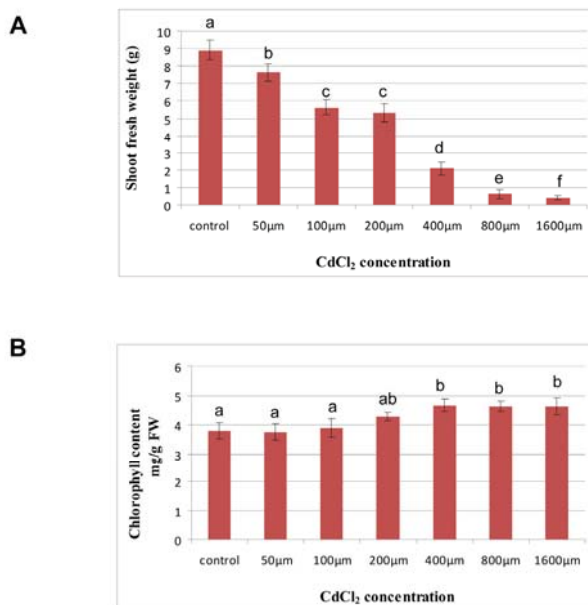 A
a
b
c
c
d
e
f
Shoot fresh weight (g)
10
9
8
7
6
5
4
3
2
1
0
control 50µm 100µm 200µm 400µm 800µm 1600µm
CdCl₂ concentration
B
a
a
a
ab
b
b
b
Chlorophyll content
mg/g FW
6
5
4
3
2
1
0
control 50µm 100µm 200µm 400µm 800µm 1600µm
CdCl₂ concentration